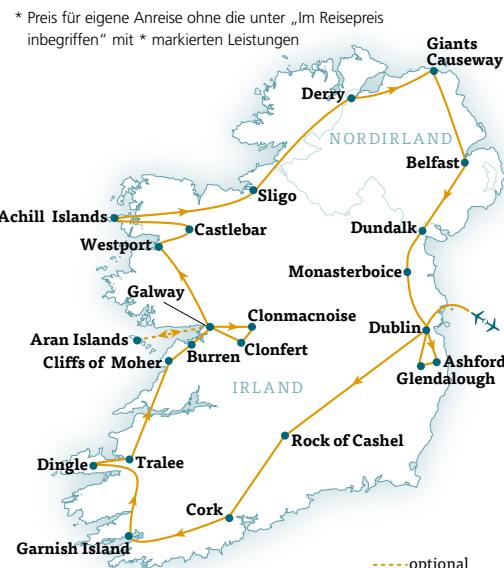 * Preis für eigene Anreise ohne die unter „Im Reisepreis
inbegriffen“ mit * markierten Leistungen
Giants
Causeway
Derry
NORDIRLAND
Belfast
Sligo
Achill Islands
Castlebar
Dundalk
Westport
Monasterboice
Galway
Clonmacnoise
Dublin
Aran Islands
Burren
Clonfert
Cliffs of Moher
Ashford
Glendalough
IRLAND
Rock of Cashel
Dingle
Tralee
Cork
Garnish Island
optional